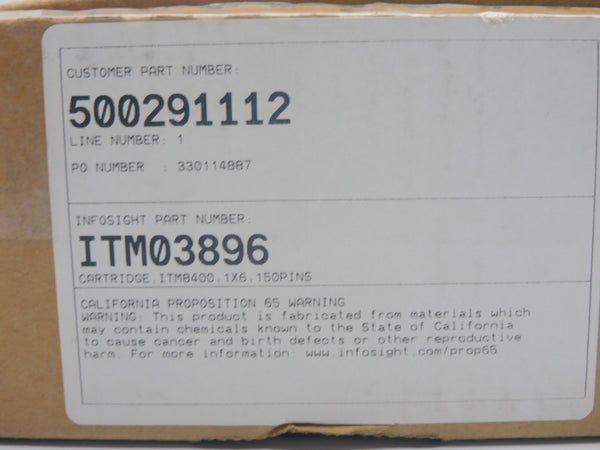 CUSTOMER PART NUMBER:
500291112
LINE NUMBER: 1
PO NUMBER : 330114887
INFOSIGHT PART NUMBER:
ITM03896
CARTRIDGE,ITM8400,1X6,150PINS
CALIFORNIA PROPOSITION 65 WARNING
WARNING: This product is fabricated from materials which
may contain chemicals known to the State of California
to cause cancer and birth defects or other reproductive
harm. For more information: www.infosight.com/prop65